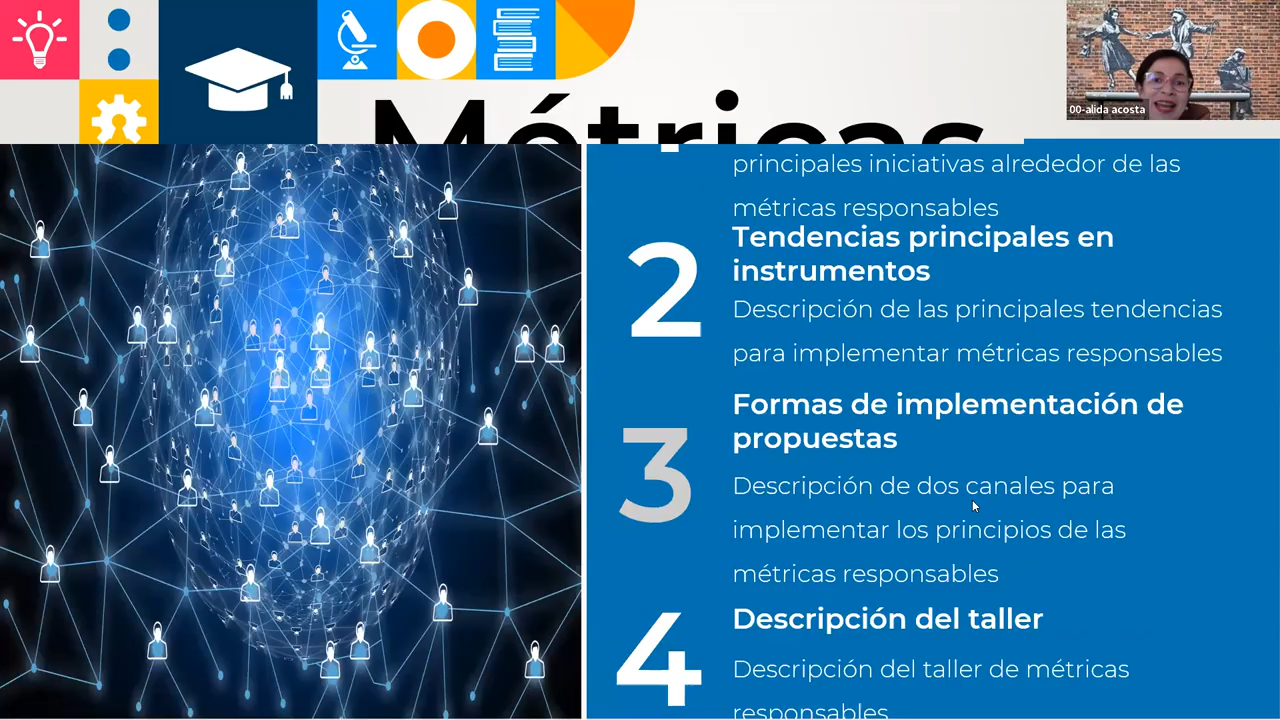 00-alida acosta
Métricas
principales iniciativas alrededor de las
métricas responsables
2
Tendencias principales en
instrumentos
Descripción de las principales tendencias
para implementar métricas responsables
3
Formas de implementación de
propuestas
Descripción de dos canales para
implementar los principios de las
métricas responsables
4
Descripción del taller
Descripción del taller de métricas
responsables